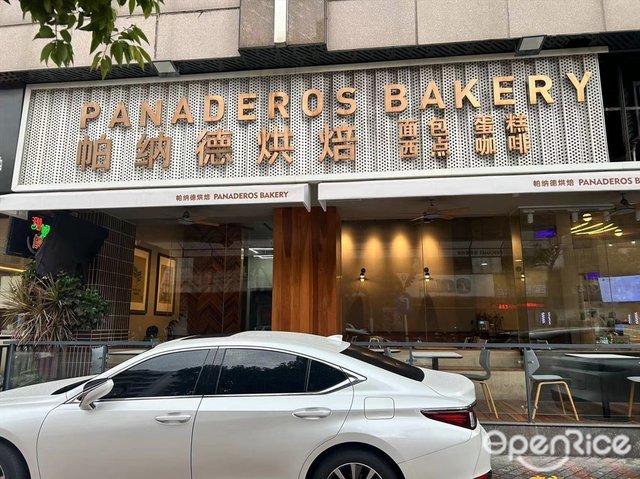 PANADEROS BAKERY
帕纳德烘焙 面包 蛋糕
西点 咖啡
帕纳德烘焙 PANADEROS BAKERY
帕纳德烘焙 PANADEROS B
OpenRice